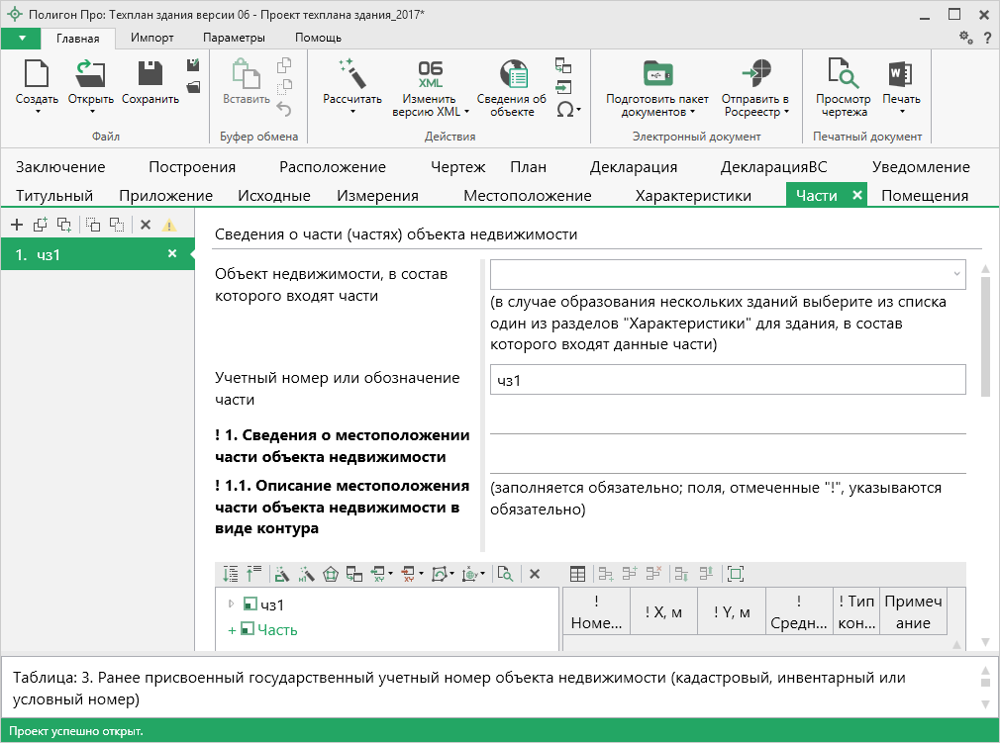 Полигон Про: Техплан здания версии 06 - Проект техплана здания_2017*
Главная Импорт Параметры Помощь
?
06
XML
Создать Открыть Сохранить Вставить Рассчитать Изменить версию XML Сведения об объекте Подготовить пакет документов Отправить в Росреестр Просмотр чертежа Печать
Файл Буфер обмена Действия Электронный документ Печатный документ
Заключение Построения Расположение Чертеж План Декларация ДекларацияВС Уведомление
Титульный Приложение Исходные Измерения Местоположение Характеристики Части Помещения
1. чз1
Сведения о части (частях) объекта недвижимости
Объект недвижимости, в состав
которого входят части
(в случае образования нескольких зданий выберите из списка
один из разделов "Характеристики" для здания, в состав
которого входят данные части)
Учетный номер или обозначение
части
чз1
! 1. Сведения о местоположении
части объекта недвижимости
! 1.1. Описание местоположения
части объекта недвижимости в
виде контура
(заполняется обязательно; поля, отмеченные "!", указываются
обязательно)
чз1
+ Часть
! Номе... ! X, м ! Y, м ! Средн... ! Тип кон... Примеч ание
Таблица: 3. Ранее присвоенный государственный учетный номер объекта недвижимости (кадастровый, инвентарный или
условный номер)
Проект успешно открыт.